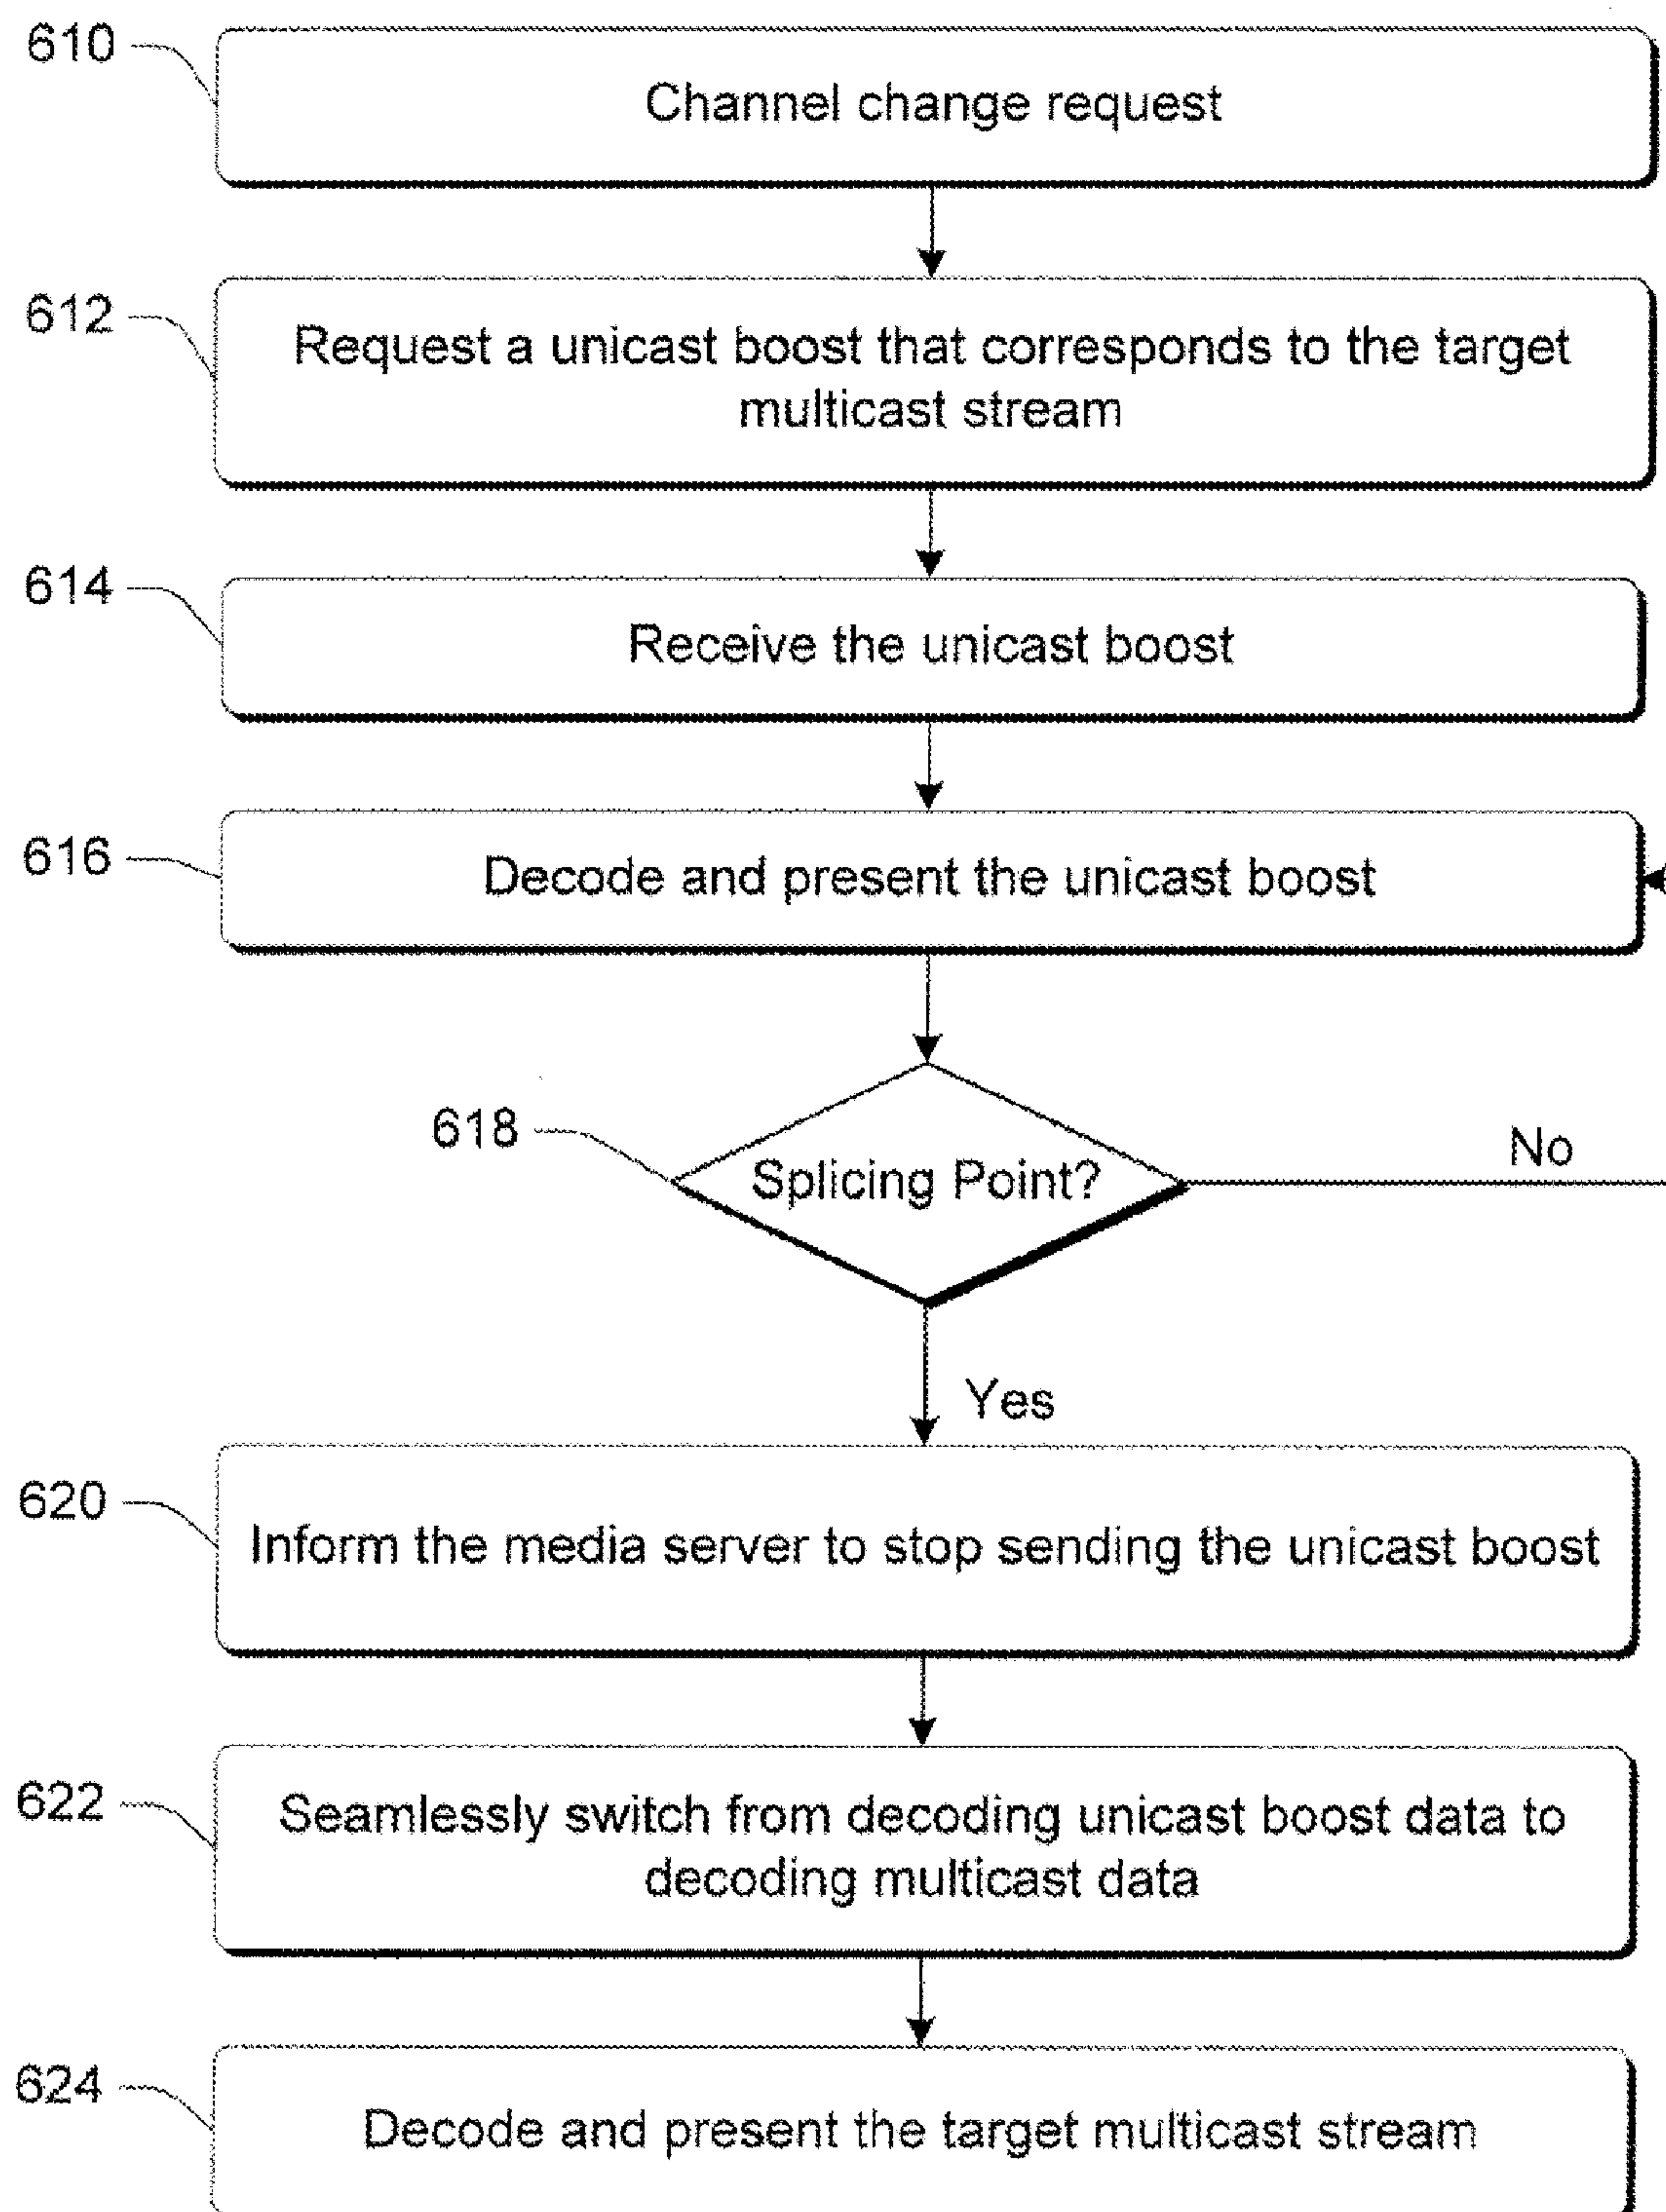 610
Channel change request
612
Request a unicast boost that corresponds to the target
multicast stream
614
Receive the unicast boost
616
Decode and present the unicast boost
618
Splicing Point?
No
Yes
620
Inform the media server to stop sending the unicast boost
622
Seamlessly switch from decoding unicast boost data to
decoding multicast data
624
Decode and present the target multicast stream